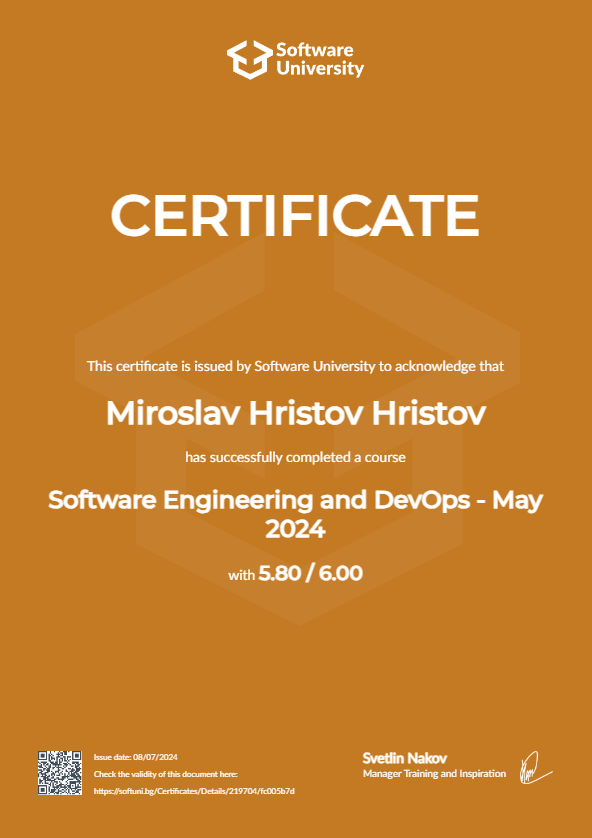 Software
University
CERTIFICATE
This certificate is issued by Software University to acknowledge that
Miroslav Hristov Hristov
has successfully completed a course
Software Engineering and DevOps - May
2024
with 5.80 / 6.00
Issue date: 08/07/2024
Check the validity of this document here:
https://softuni.bg/Certificates/Details/219704/fc005b7d
Svetlin Nakov
Manager Training and Inspiration